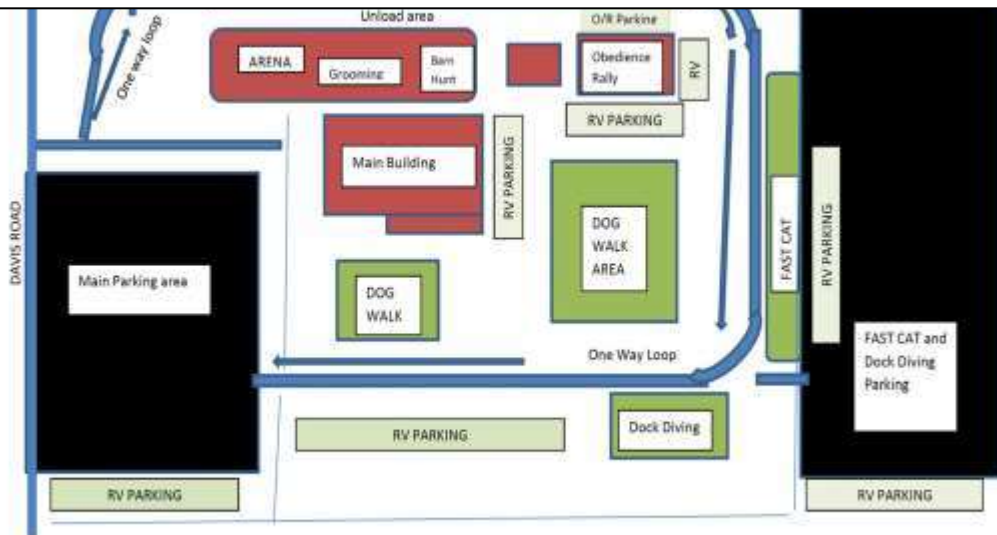 Unload area
O/R Parking
One way loop
ARENA
Grooming
Barn
Hunt
Obedience
Rally
RV
RV PARKING
Main Building
RV PARKING
DOG
WALK
AREA
FAST CAT
RV PARKING
DAVIS ROAD
Main Parking area
DOG
WALK
One Way Loop
FAST CAT and
Dock Diving
Parking
RV PARKING
Dock Diving
RV PARKING
RV PARKING